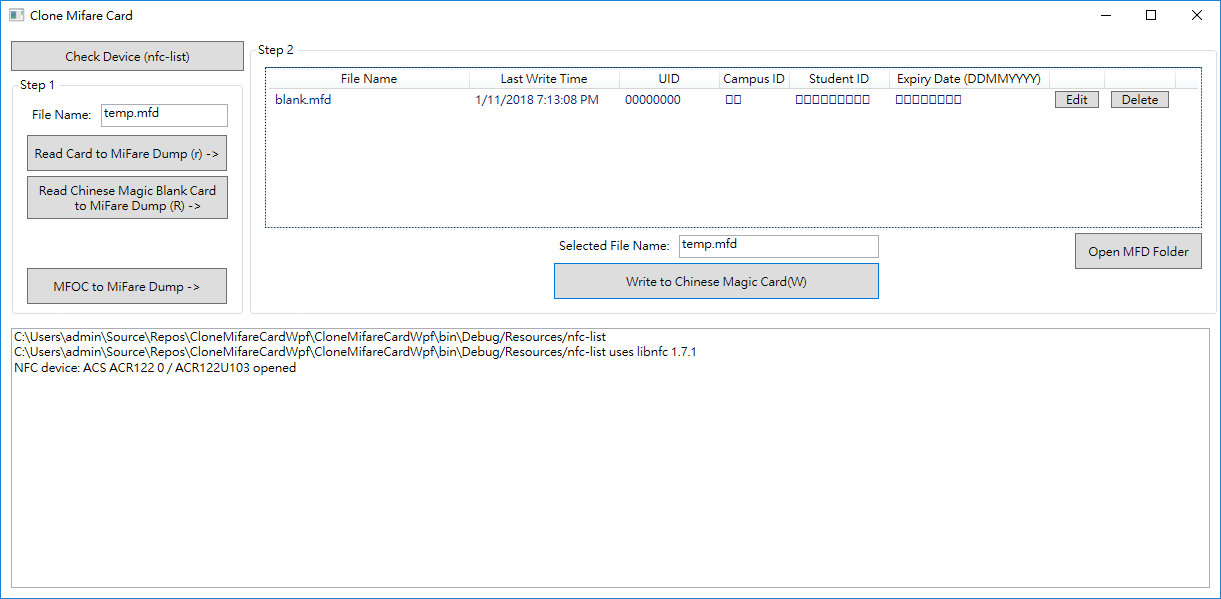 Clone Mifare Card
Check Device (nfc-list)
Step 1
File Name: temp.mfd
Read Card to MiFare Dump (r) ->
Read Chinese Magic Blank Card
to MiFare Dump (R) ->
MFOC to MiFare Dump ->
Step 2
File Name Last Write Time UID Campus ID Student ID Expiry Date (DDMMYYYY)
blank.mfd 1/11/2018 7:13:08 PM 00000000 □□ □□□□□□□□□ □□□□□□□□ Edit Delete
Selected File Name: temp.mfd
Open MFD Folder
Write to Chinese Magic Card(W)
C:\Users\admin\Source\Repos\CloneMifareCardWpf\CloneMifareCardWpf\bin\Debug/Resources/nfc-list
C:\Users\admin\Source\Repos\CloneMifareCardWpf\CloneMifareCardWpf\bin\Debug/Resources/nfc-list uses libnfc 1.7.1
NFC device: ACS ACR122 0 / ACR122U103 opened